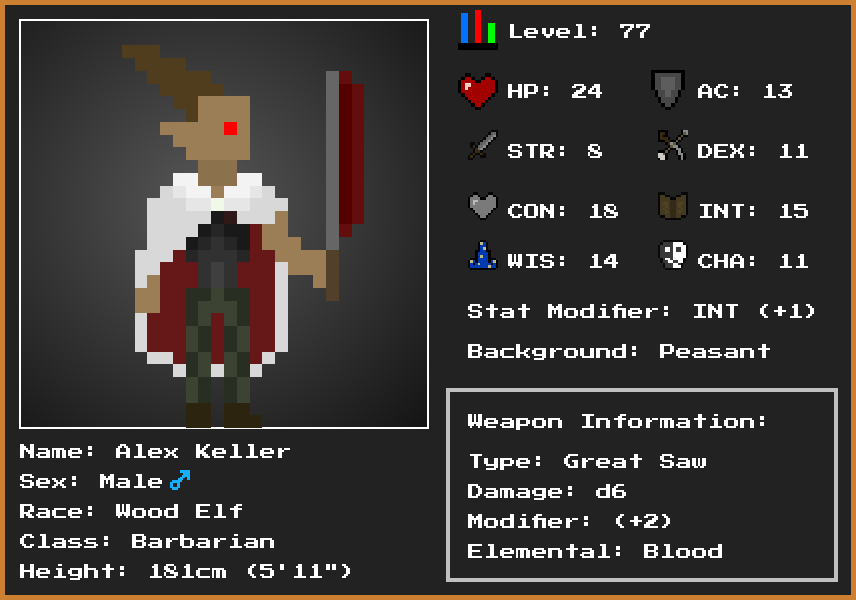 Level: 77
HP: 24
AC: 13
STR: 8
DEX: 11
CON: 18
INT: 15
WIS: 14
CHA: 11
Stat Modifier: INT (+1)
Background: Peasant
Weapon Information:
Type: Great Saw
Damage: d6
Modifier: (+2)
Elemental: Blood
Name: Alex Keller
Sex: Male ♂
Race: Wood Elf
Class: Barbarian
Height: 181cm (5'11")